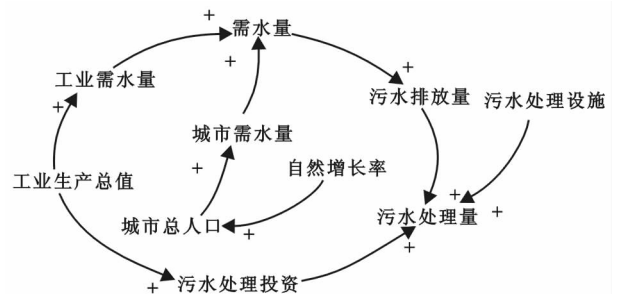 +
需水量
+
+
工业需水量
+
污水排放量
污水处理设施
+
城市需水量
+
自然增长率
工业生产总值
城市总人口
+
污水处理量
+
+
+
污水处理投资
+